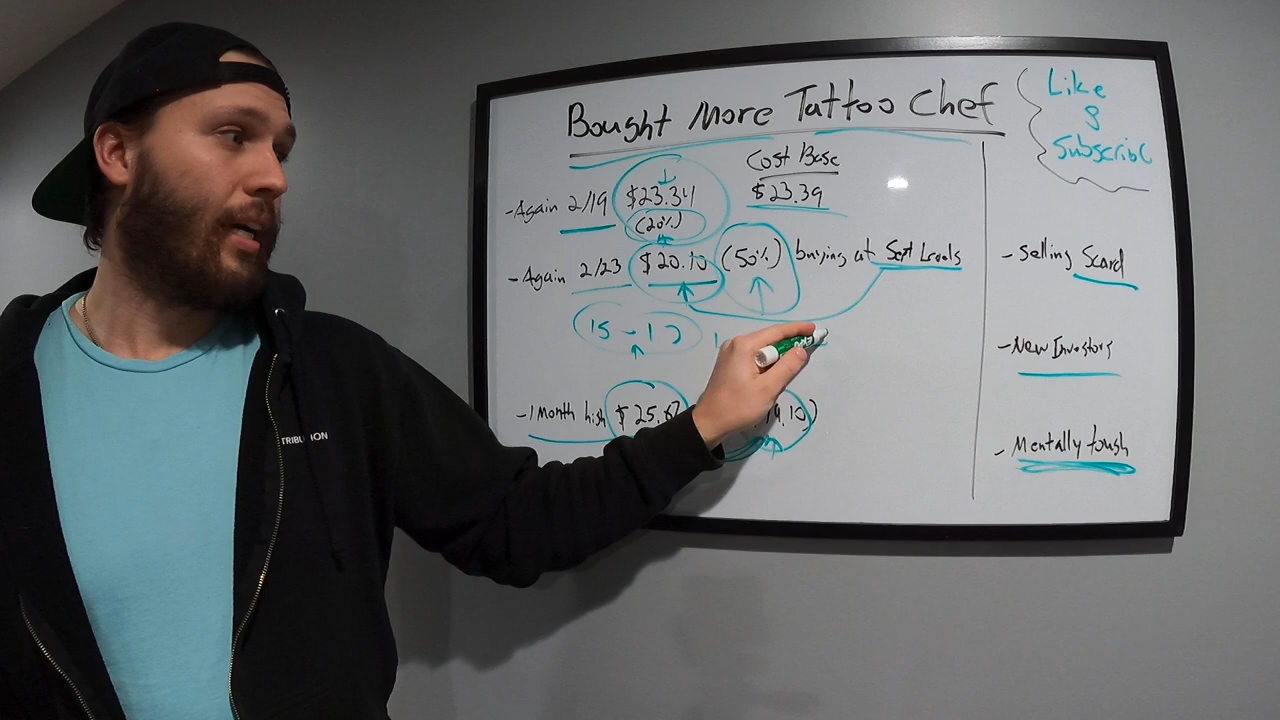 Bought More Tattoo Chef
Like
&
Subscribe
Cost Base
$23.39
-Again 2/19 $23.34
(20%)
-Again 2/23 $20.10 (50%) buying at Sept Levels
15 - 17
-1 Month high $25.67
- Selling Scard
- New Investors
- Mentally tough
TRIBUTION